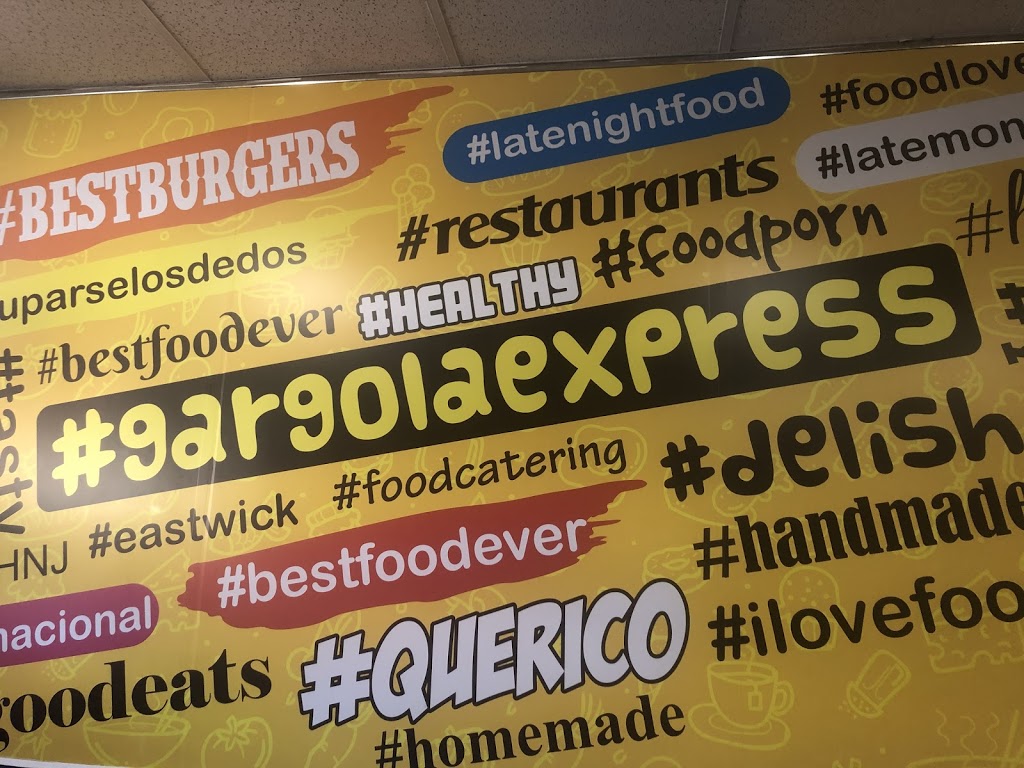 #foodlove
#latenightfood
#BESTBURGERS
#latemon
#restaurants
#foodporn
uparselosdedos
#HEALTHY
#bestfoodever
#gargolaexpress
#tasty
#delish
#foodcatering
#eastwick
HNJ
#handmade
#bestfoodever
#ilovefoo
nacional
#QUERICO
goodeats
#homemade